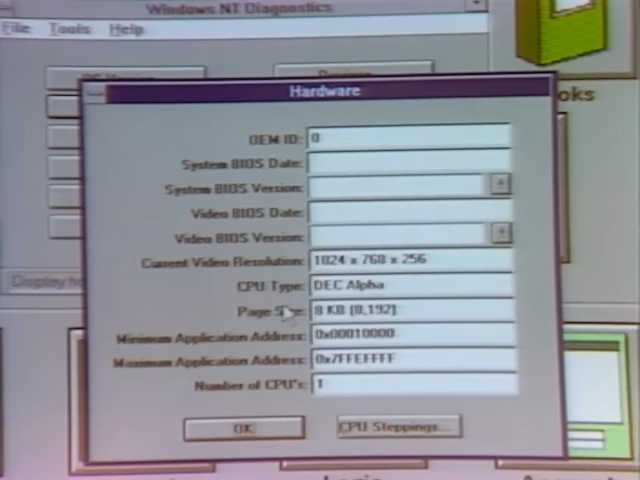 Windows NT Diagnostics
File Tools Help
Hardware
OEM ID: 0
System BIOS Date:
System BIOS Version:
Video BIOS Date:
Video BIOS Version:
Current Video Resolution: 1024 x 768 x 256
CPU Type: DEC Alpha
Page Size: 8 KB (8,192)
Minimum Application Address: 0x00010000
Maximum Application Address: 0x7FFEFFFF
Number of CPU's: 1
OK
CPU Steppings...
oks
Display